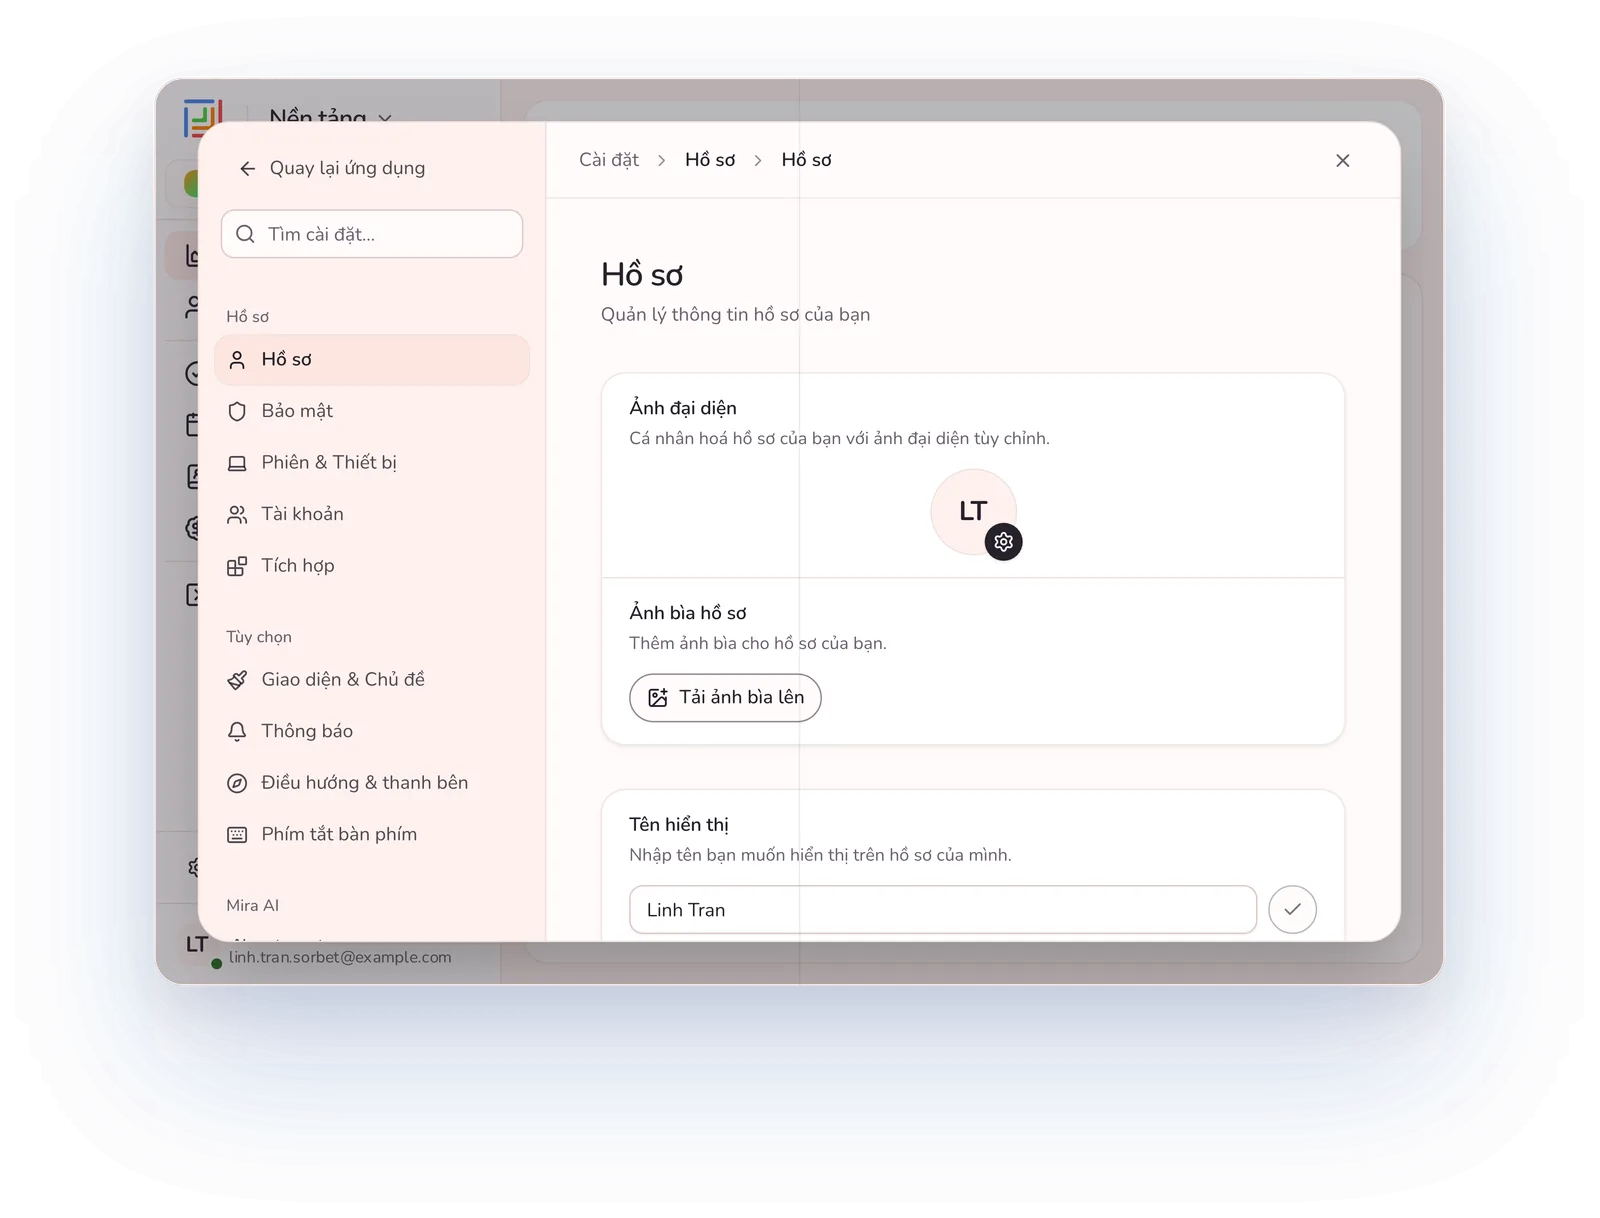 Nền tảng
Quay lại ứng dụng
Tìm cài đặt...
Hồ sơ
Hồ sơ
Bảo mật
Phiên & Thiết bị
Tài khoản
Tích hợp
Tùy chọn
Giao diện & Chủ đề
Thông báo
Điều hướng & thanh bên
Phím tắt bàn phím
Mira AI
LT
linh.tran.sorbet@example.com
Cài đặt > Hồ sơ > Hồ sơ
Hồ sơ
Quản lý thông tin hồ sơ của bạn
Ảnh đại diện
Cá nhân hoá hồ sơ của bạn với ảnh đại diện tùy chỉnh.
LT
Ảnh bìa hồ sơ
Thêm ảnh bìa cho hồ sơ của bạn.
Tải ảnh bìa lên
Tên hiển thị
Nhập tên bạn muốn hiển thị trên hồ sơ của mình.
Linh Tran